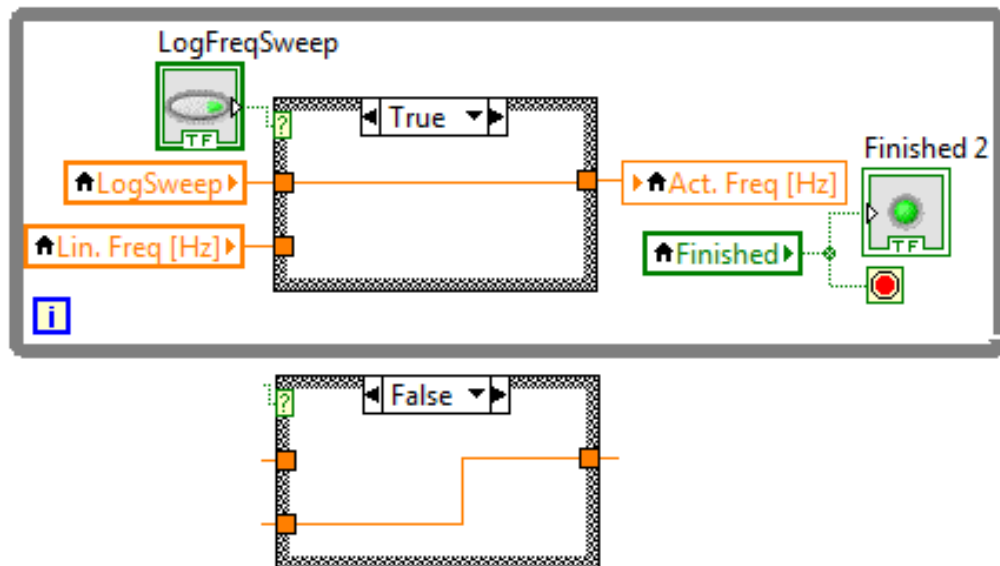 LogFreqSweep
TF
? True
Finished 2
LogSweep
Act. Freq [Hz]
TF
Lin. Freq [Hz]
Finished
i
? False